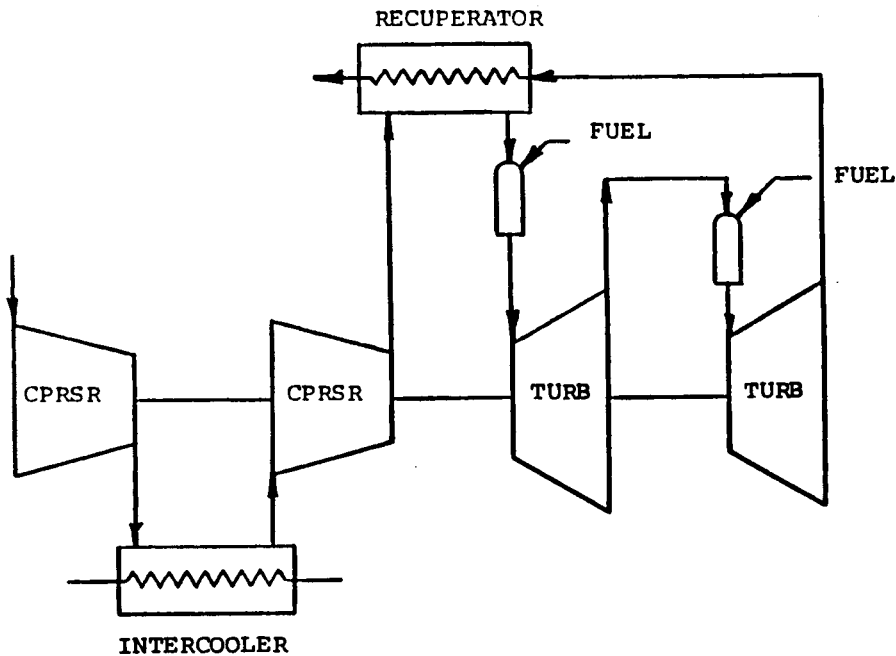 RECUPERATOR
FUEL
FUEL
CPRSR
CPRSR
TURB
TURB
INTERCOOLER